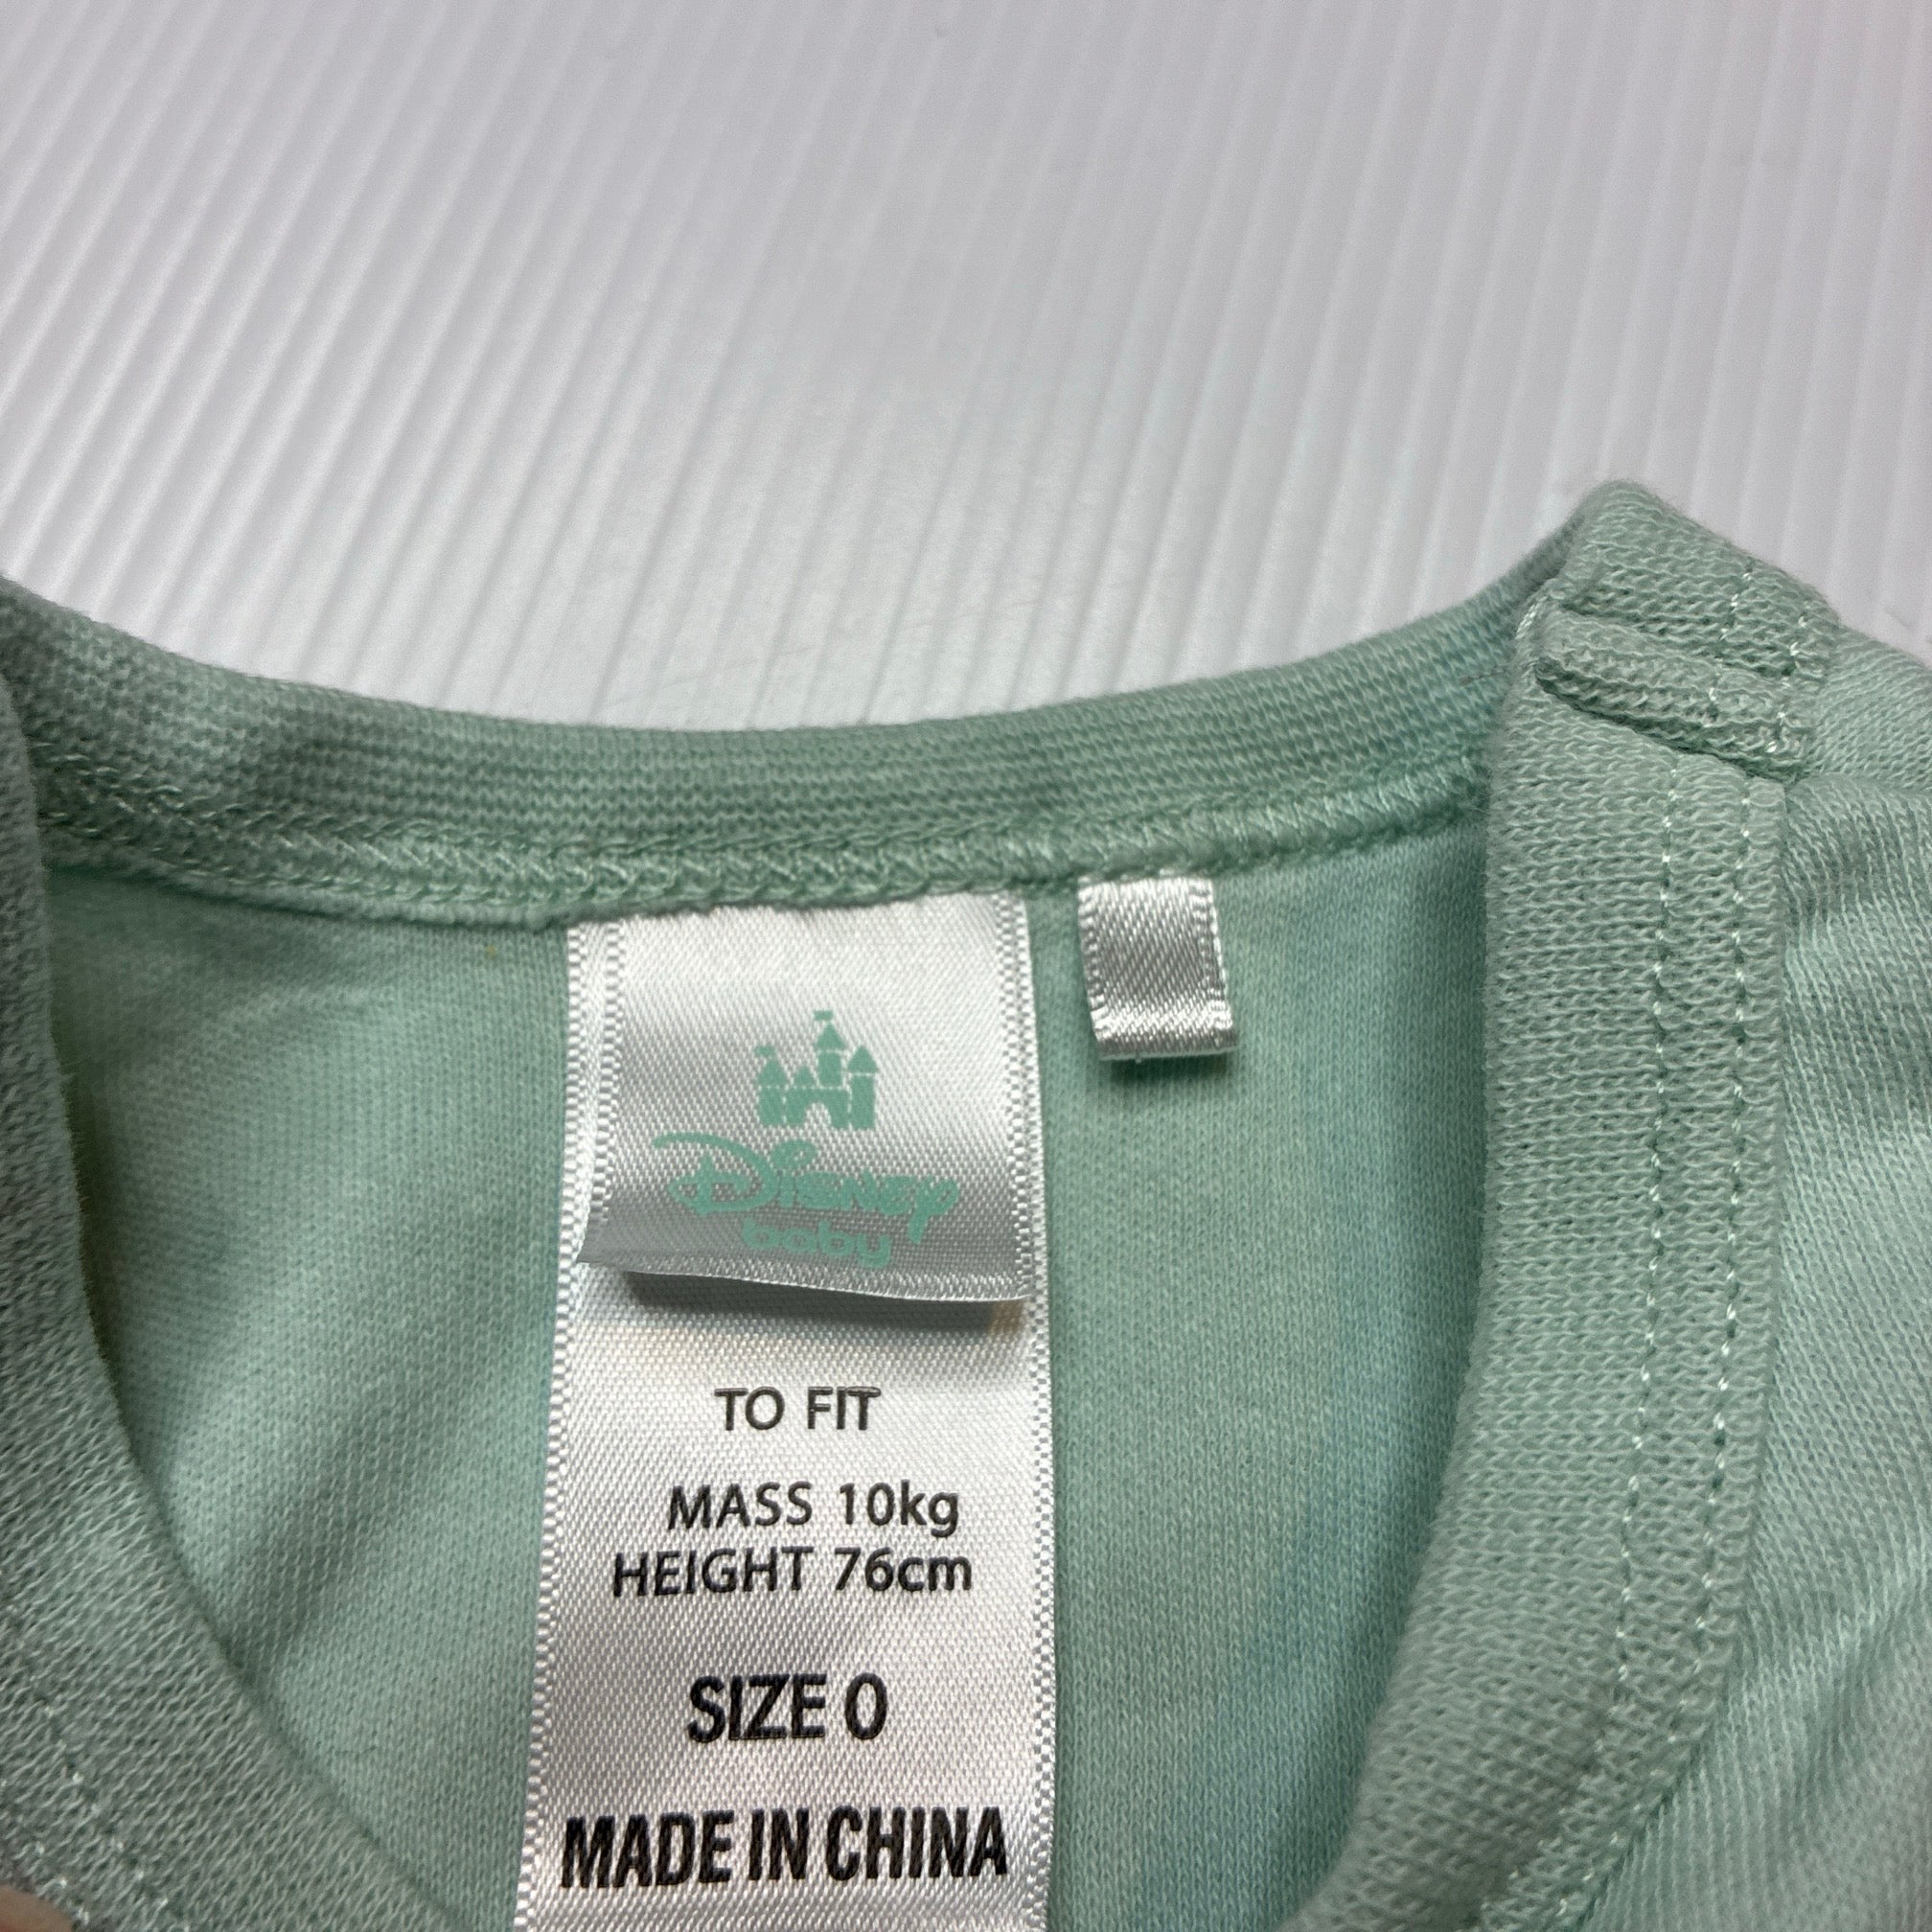 Disney
baby
TO FIT
MASS 10kg
HEIGHT 76cm
SIZE 0
MADE IN CHINA